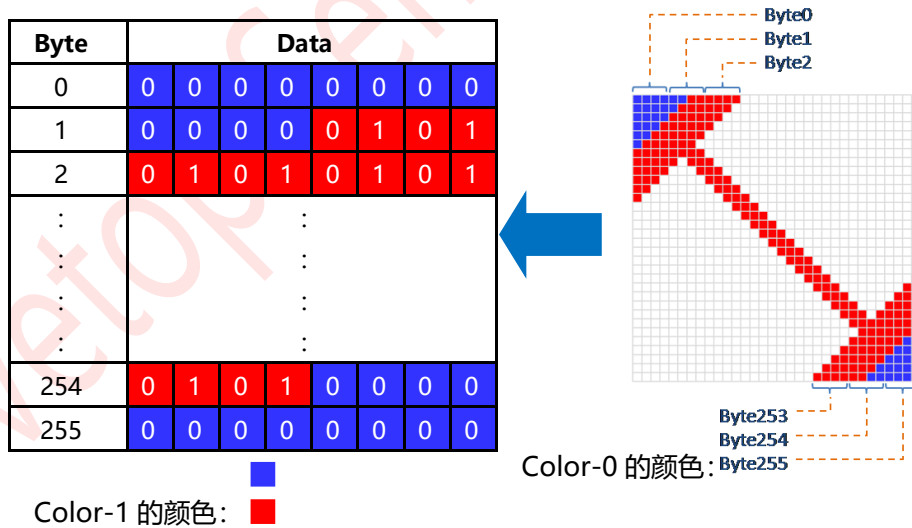 Byte Data
0 0 0 0 0 0 0 0 0
1 0 0 0 0 0 1 0 1
2 0 1 0 1 0 1 0 1
: :
: :
: :
: :
254 0 1 0 1 0 0 0 0
255 0 0 0 0 0 0 0 0
Byte0
Byte1
Byte2
Byte253
Byte254
Byte255
Color-0 的颜色：
Color-1 的颜色：